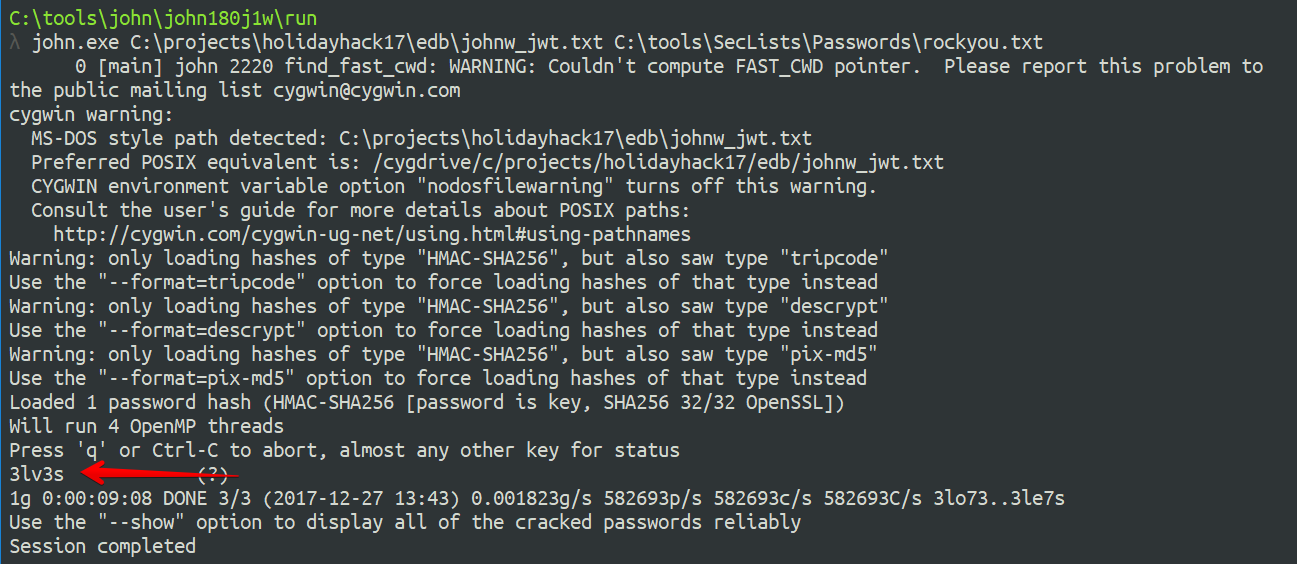 C:\tools\john\john180j1w\run
λ john.exe C:\projects\holidayhack17\edb\johnw_jwt.txt C:\tools\SecLists\Passwords\rockyou.txt
      0 [main] john 2220 find_fast_cwd: WARNING: Couldn't compute FAST_CWD pointer.  Please report this problem to
the public mailing list cygwin@cygwin.com
cygwin warning:
  MS-DOS style path detected: C:\projects\holidayhack17\edb\johnw_jwt.txt
  Preferred POSIX equivalent is: /cygdrive/c/projects/holidayhack17/edb/johnw_jwt.txt
  CYGWIN environment variable option "nodosfilewarning" turns off this warning.
  Consult the user's guide for more details about POSIX paths:
    http://cygwin.com/cygwin-ug-net/using.html#using-pathnames
Warning: only loading hashes of type "HMAC-SHA256", but also saw type "tripcode"
Use the "--format=tripcode" option to force loading hashes of that type instead
Warning: only loading hashes of type "HMAC-SHA256", but also saw type "descrypt"
Use the "--format=descrypt" option to force loading hashes of that type instead
Warning: only loading hashes of type "HMAC-SHA256", but also saw type "pix-md5"
Use the "--format=pix-md5" option to force loading hashes of that type instead
Loaded 1 password hash (HMAC-SHA256 [password is key, SHA256 32/32 OpenSSL])
Will run 4 OpenMP threads
Press 'q' or Ctrl-C to abort, almost any other key for status
3lv3s            (?)
1g 0:00:09:08 DONE 3/3 (2017-12-27 13:43) 0.001823g/s 582693p/s 582693c/s 582693C/s 3lo73..3le7s
Use the "--show" option to display all of the cracked passwords reliably
Session completed